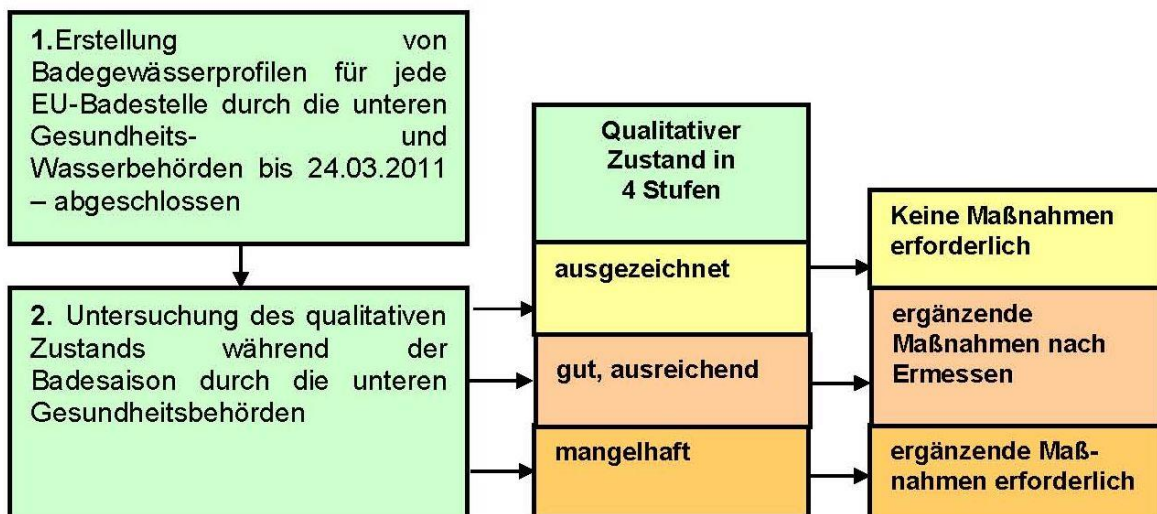 1.Erstellung von
Badegewässerprofilen für jede
EU-Badestelle durch die unteren
Gesundheits- und
Wasserbehörden bis 24.03.2011
– abgeschlossen
2. Untersuchung des qualitativen
Zustands während der
Badesaison durch die unteren
Gesundheitsbehörden
Qualitativer
Zustand in
4 Stufen
ausgezeichnet
gut, ausreichend
mangelhaft
Keine Maßnahmen
erforderlich
ergänzende
Maßnahmen nach
Ermessen
ergänzende Maß-
nahmen erforderlich